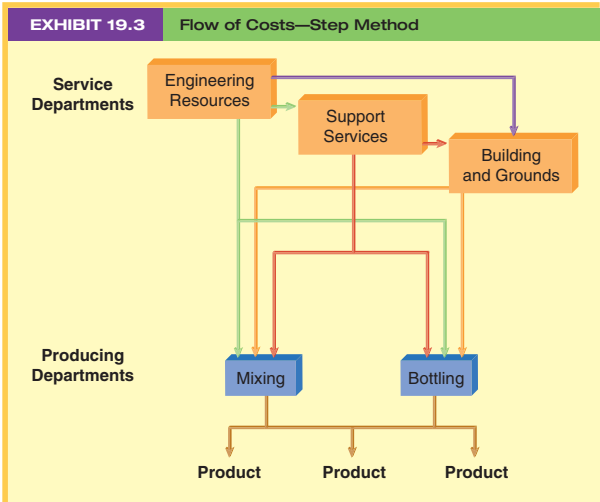 EXHIBIT 19.3 Flow of Costs—Step Method
Service
Departments
Engineering
Resources
Support
Services
Building
and Grounds
Producing
Departments
Mixing
Bottling
Product Product Product